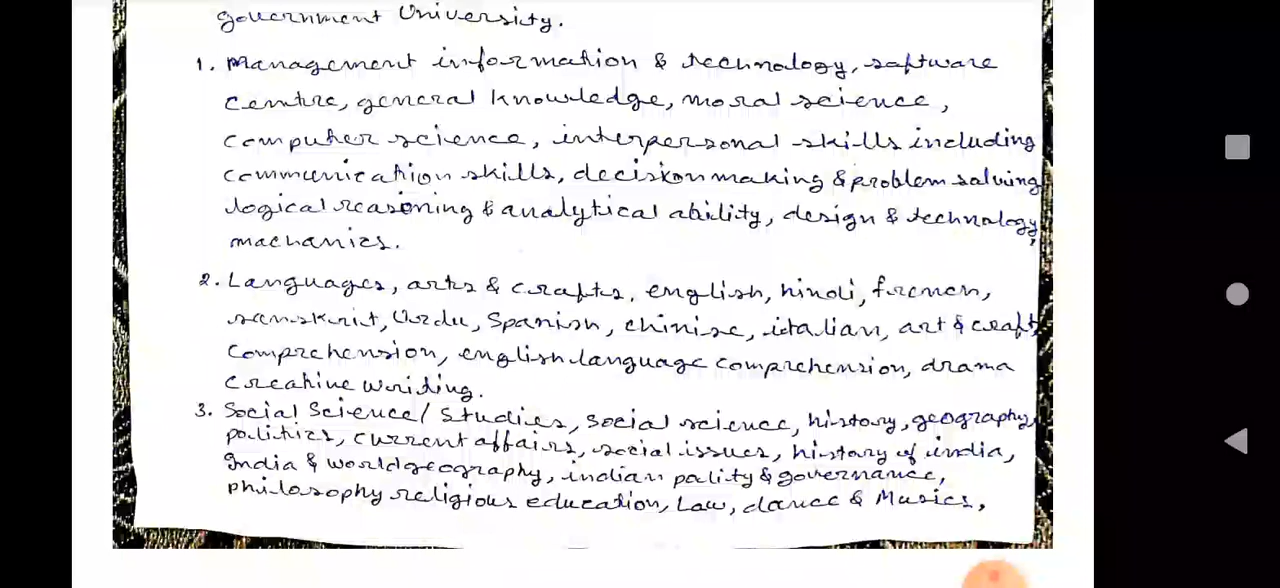 government University.
1. Management information & technology, software
centre, general knowledge, moral science,
computer science, interpersonal skills including
communication skills, decision making & problem solving
logical reasoning & analytical ability, design & technology,
machanics.
2. Languages, arts & crafts, english, hindi, french,
sanskrit, Urdu, Spanish, chinise, italian, art & craft,
Comprehension, english language comprehension, drama
Creative writing.
3. Social Science/ Studies, social science, history, geography,
politics, current affairs, social issues, history of india,
India & world geography, indian polity & governance,
philosophy religious education, Law, dance & Musics,